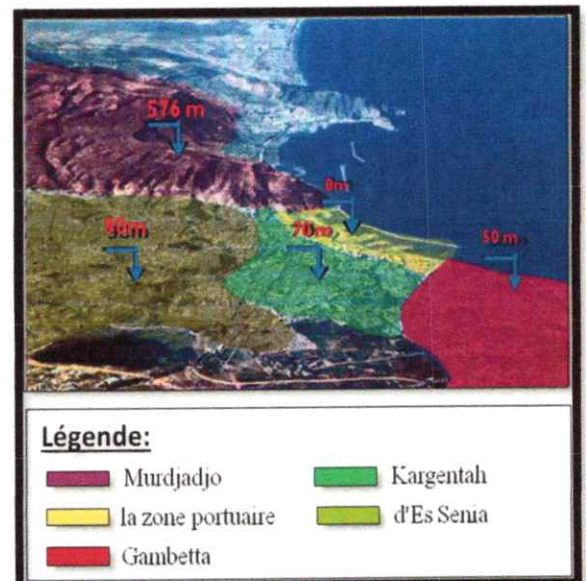 576 m
0m
70 m
50 m
Légende:
Murdjadjo
Kargentah
la zone portuaire
d'Es Senia
Gambetta